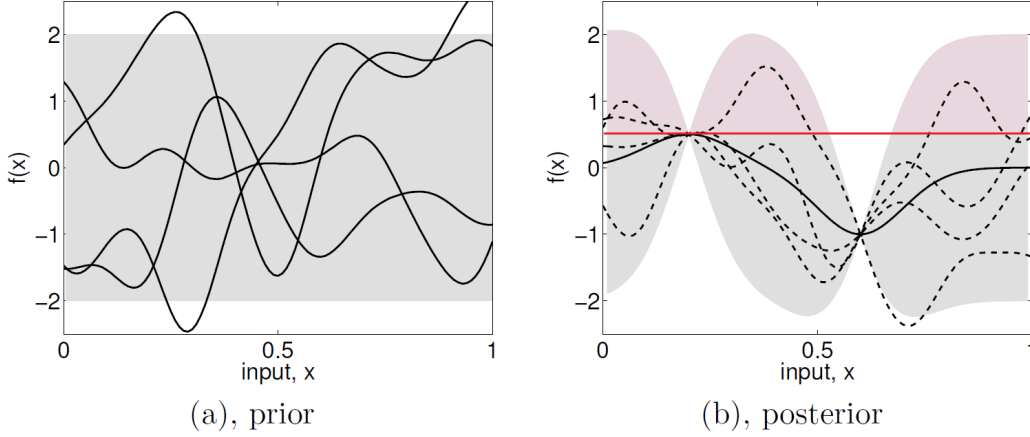 2
1
0
−1
−2
f(x)
0
0.5
1
input, x
(a), prior
2
1
0
−1
−2
f(x)
0
0.5
1
input, x
(b), posterior